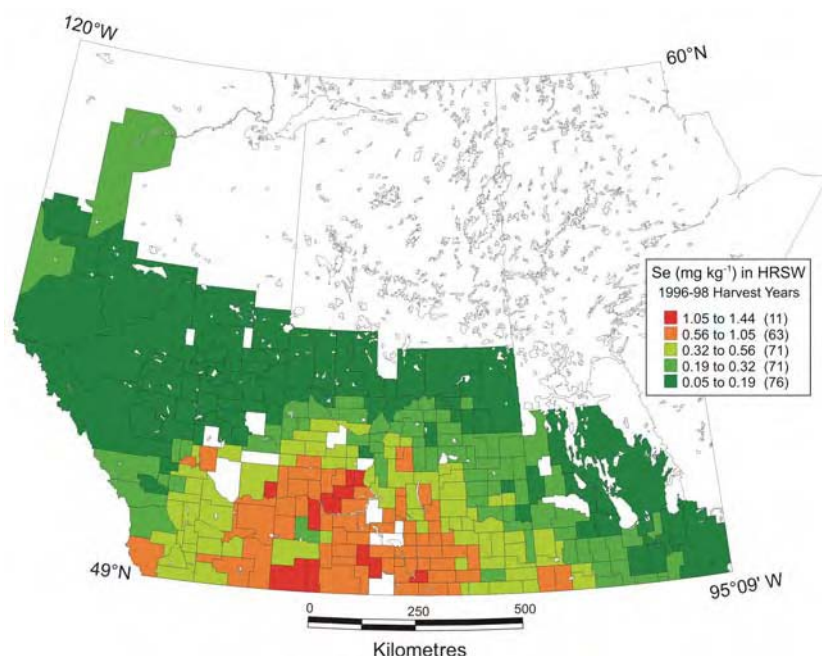 120°W
60°N
Se (mg kg⁻¹) in HRSW
1996-98 Harvest Years
1.05 to 1.44 (11)
0.56 to 1.05 (63)
0.32 to 0.56 (71)
0.19 to 0.32 (71)
0.05 to 0.19 (76)
49°N
95°09' W
0 250 500
Kilometres